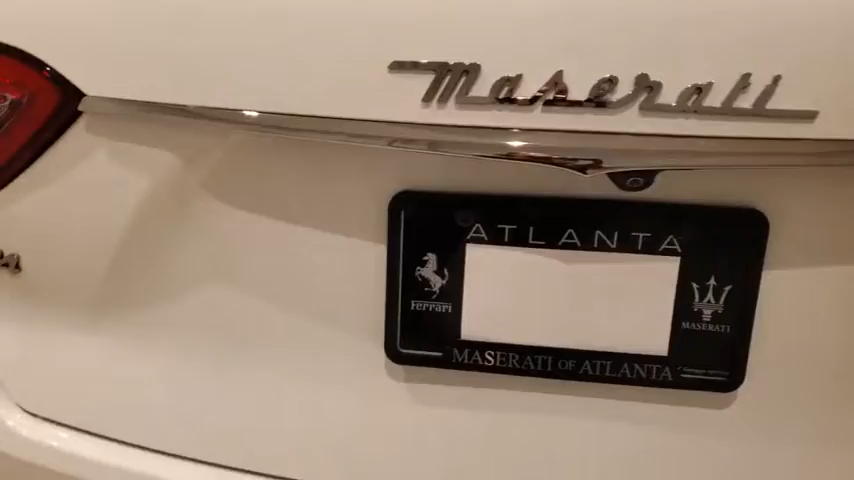 Maserati
ATLANTA
Ferrari
MASERATI
MASERATI OF ATLANTA